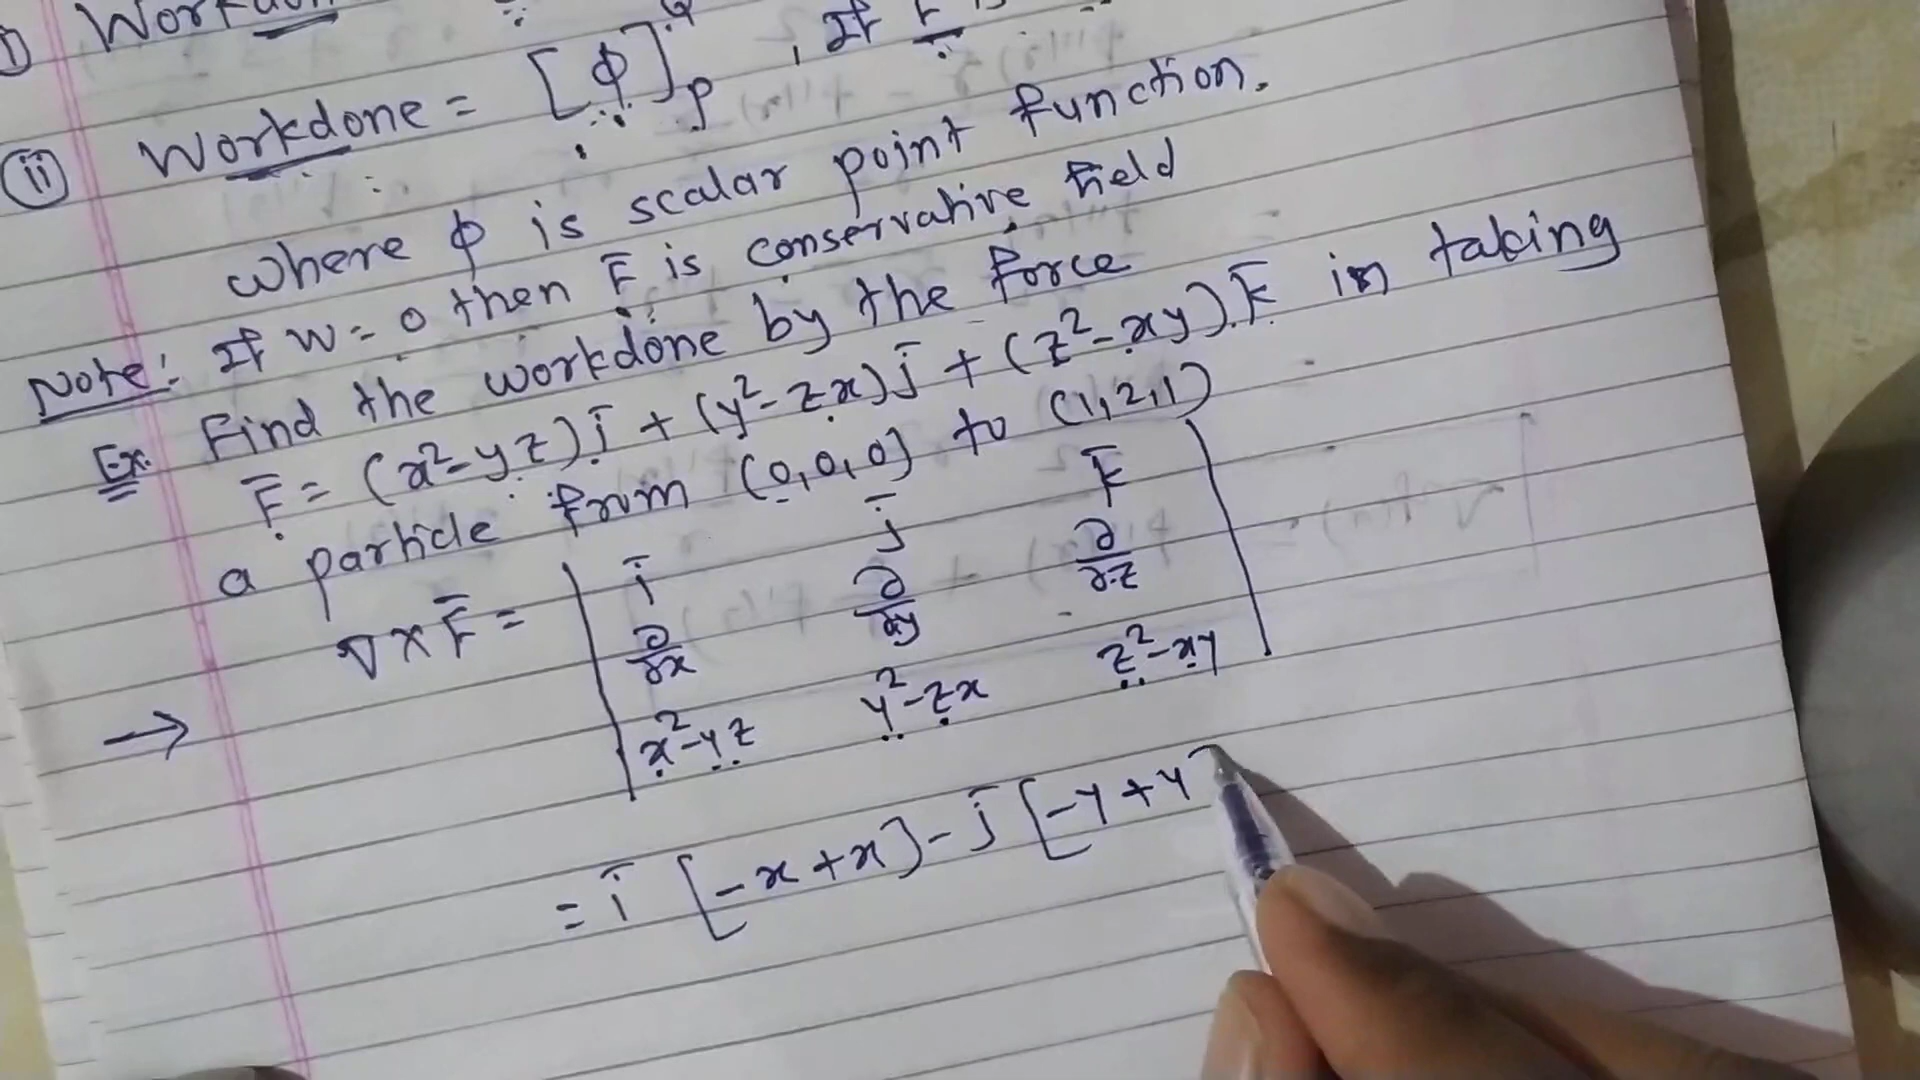 i)
(ii) Workdone = [ϕ]p , If F
where ϕ is scalar point function.
Note: If W = 0 then F̄ is conservative field
Ex. Find the workdone by the force
F̄ = (x²-yz)ī + (y²-zx)j̄ + (z²-xy).k̄ in taking
a particle from (0,0,0) to (1,2,1)
→ ∇×F̄ = | ī j̄ k̄ |
∂/∂x ∂/∂y ∂/∂z
x²-yz y²-zx z²-xy
= ī [-x+x] - j̄ [-y+y